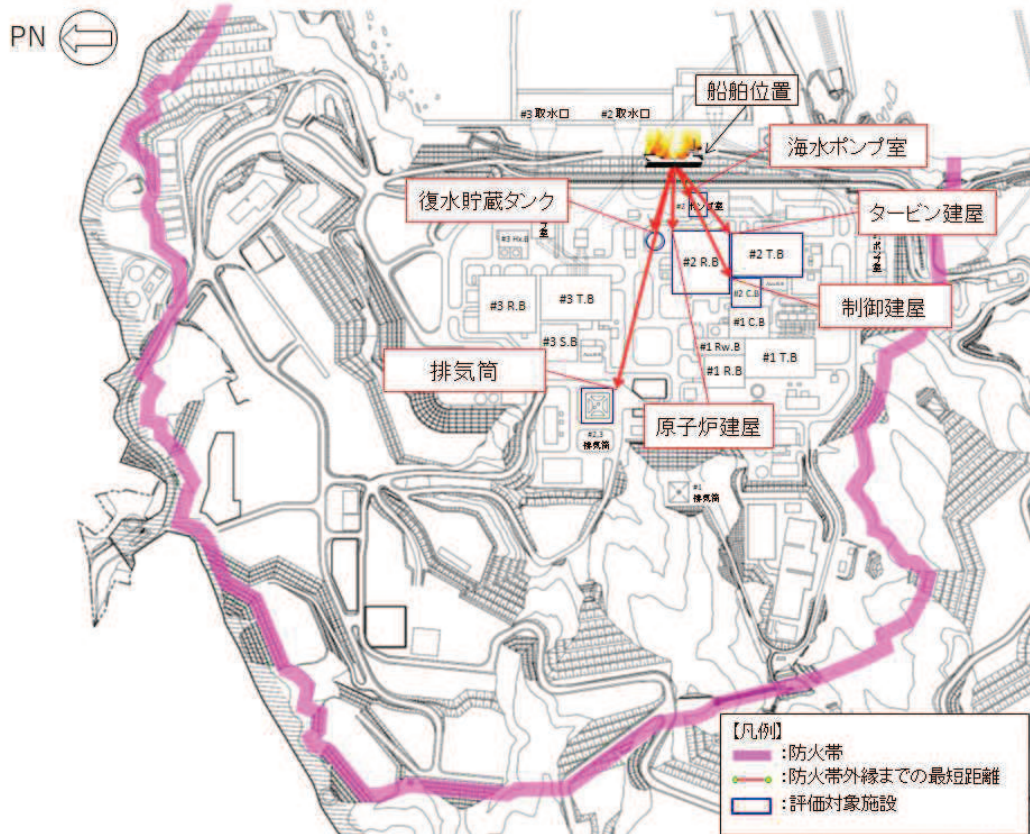 PN
船舶位置
#3 取水口
#2 取水口
海水ポンプ室
復水貯蔵タンク
タービン建屋
#3 Hx.B
#2 R.B
#2 T.B
#2 C.B
制御建屋
#3 R.B
#3 T.B
#1 C.B
#3 S.B
#1 Rw.B
#1 T.B
#1 R.B
排気筒
原子炉建屋
#2,3
排気筒
#1
排気筒
【凡例】
:防火帯
:防火帯外縁までの最短距離
:評価対象施設